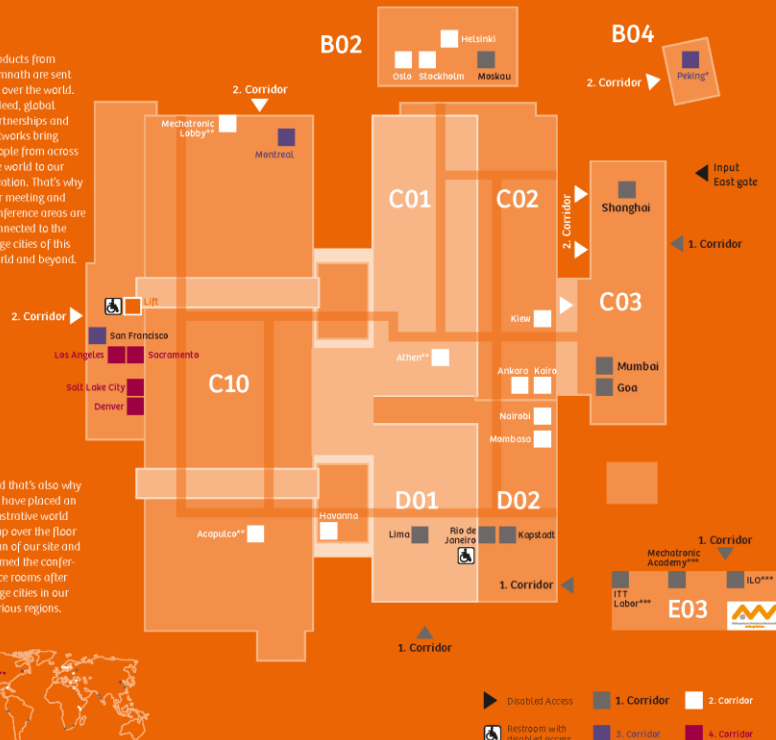 B02
Helsinki
Oslo
Stockholm
Moskau
B04
2. Corridor
Peking*
oducts from
mnath are sent
over the world.
deed, global
rtnerships and
tworks bring
ople from across
e world to our
cation. That's why
r meeting and
nference areas are
nnected to the
ge cities of this
rld and beyond.
2. Corridor
Mechatronic
Lobby**
Montreal
C01
C02
2. Corridor
Input
East gate
Shanghai
1. Corridor
C03
Lift
2. Corridor
San Francisco
Los Angeles
Sacramento
Salt Lake City
Denver
C10
Kiew
Athen**
Ankara
Kairo
Mumbai
Goa
Nairobi
Mombasa
d that's also why
have placed an
ustrative world
ap over the floor
an of our site and
med the confer-
ce rooms after
ge cities in our
rious regions.
Acapulco**
Havanna
D01
D02
Lima
Rio de
Janeiro
Kapstadt
1. Corridor
1. Corridor
1. Corridor
Mechatronic
Academy***
ITT
Labor***
ILO***
E03
Disabled Access
1. Corridor
2. Corridor
Restroom with
disabled access
3. Corridor
4. Corridor